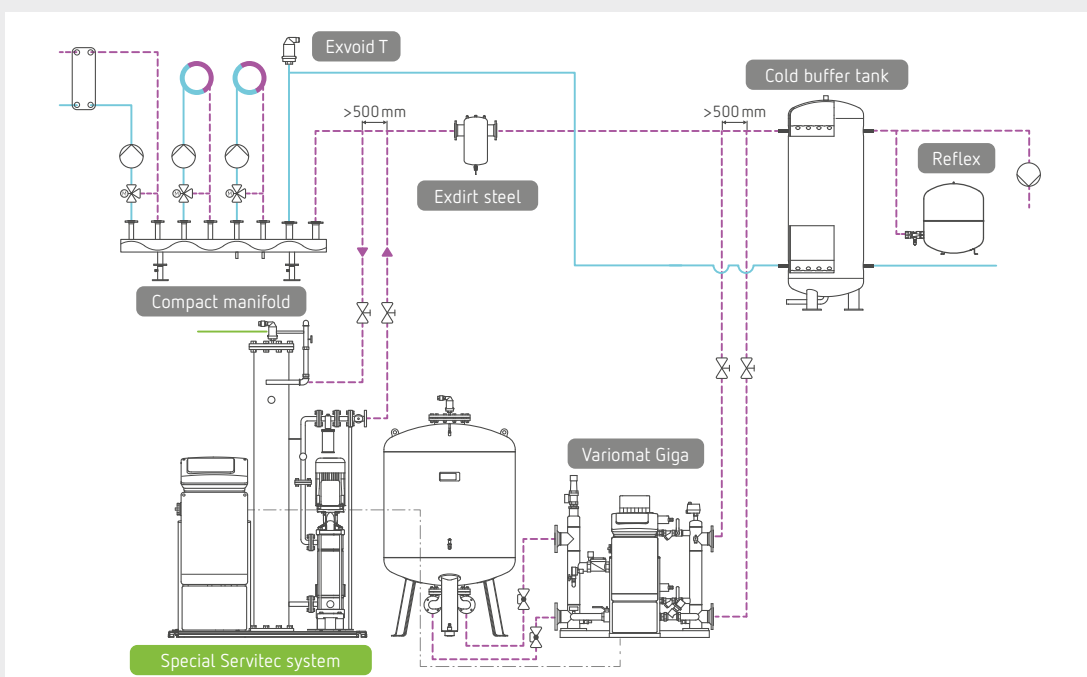 Exvoid T
Cold buffer tank
>500 mm
>500 mm
Reflex
Exdirt steel
Compact manifold
Variomat Giga
Special Servitec system